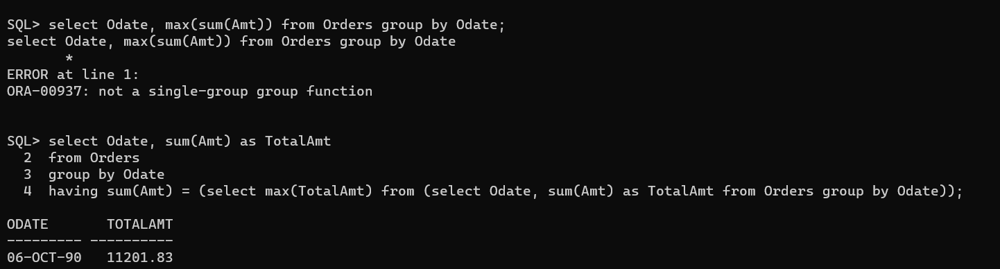 SQL> select Odate, max(sum(Amt)) from Orders group by Odate;
select Odate, max(sum(Amt)) from Orders group by Odate
       *
ERROR at line 1:
ORA-00937: not a single-group group function
SQL> select Odate, sum(Amt) as TotalAmt
  2  from Orders
  3  group by Odate
  4  having sum(Amt) = (select max(TotalAmt) from (select Odate, sum(Amt) as TotalAmt from Orders group by Odate));
ODATE       TOTALAMT
--------- ----------
06-OCT-90   11201.83